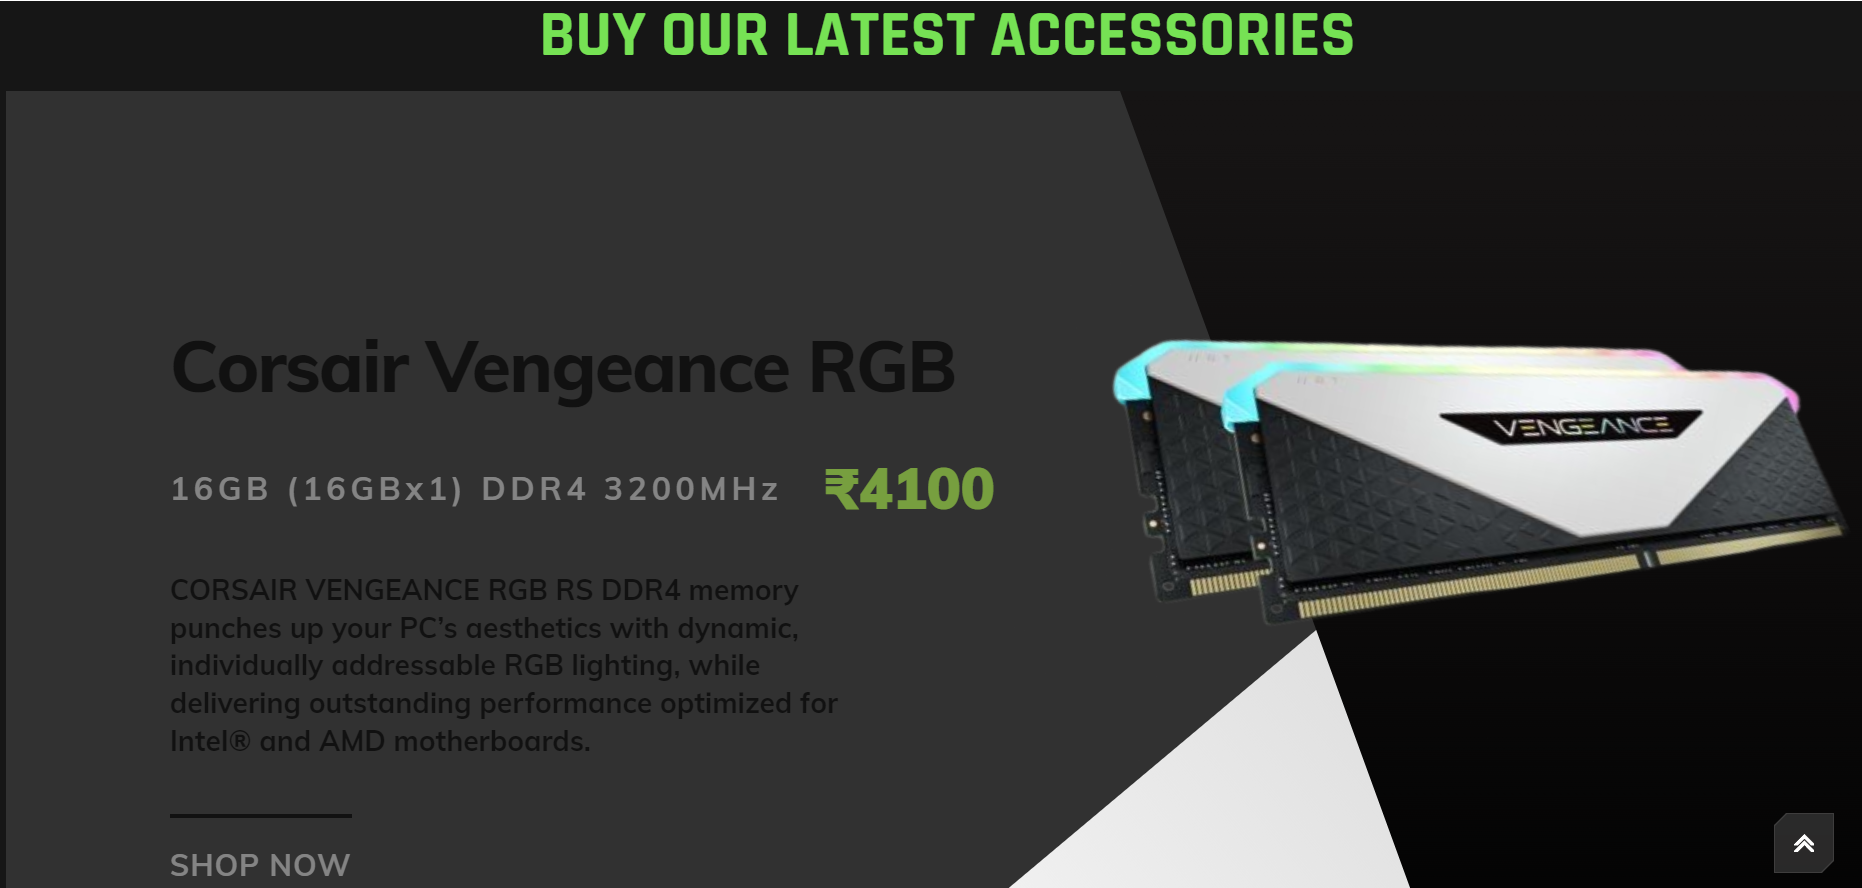 BUY OUR LATEST ACCESSORIES
Corsair Vengeance RGB
16GB (16GBx1) DDR4 3200MHz ₹4100
CORSAIR VENGEANCE RGB RS DDR4 memory
punches up your PC’s aesthetics with dynamic,
individually addressable RGB lighting, while
delivering outstanding performance optimized for
Intel® and AMD motherboards.
SHOP NOW
VENGEANCE